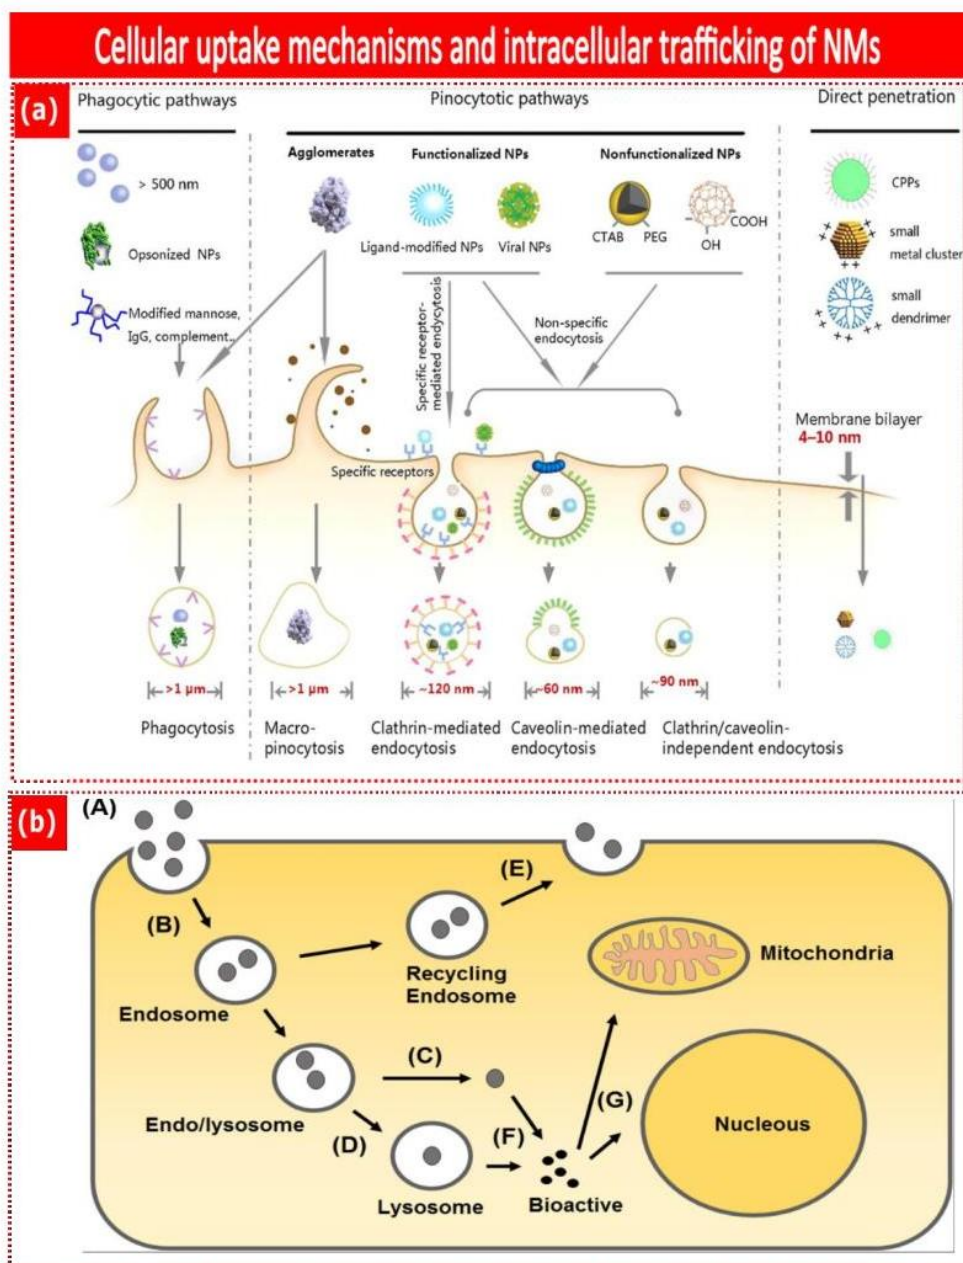 Cellular uptake mechanisms and intracellular trafficking of NMs
(a)
Phagocytic pathways
Pinocytotic pathways
Direct penetration
> 500 nm
Opsonized NPs
Modified mannose,
IgG, complement..
Agglomerates
Functionalized NPs
Nonfunctionalized NPs
Ligand-modified NPs
Viral NPs
CTAB
PEG
OH
COOH
CPPs
small
metal cluster
small
dendrimer
++
++
Specific receptor-
mediated endycytosis
Non-specific
endocytosis
Specific receptors
Membrane bilayer
4–10 nm
>1 μm
>1 μm
~120 nm
~60 nm
~90 nm
Phagocytosis
Macro-
pinocytosis
Clathrin-mediated
endocytosis
Caveolin-mediated
endocytosis
Clathrin/caveolin-
independent endocytosis
(b)
(A)
(B)
(E)
Endosome
Recycling
Endosome
Mitochondria
(C)
Endo/lysosome
(D)
(F)
(G)
Nucleous
Lysosome
Bioactive